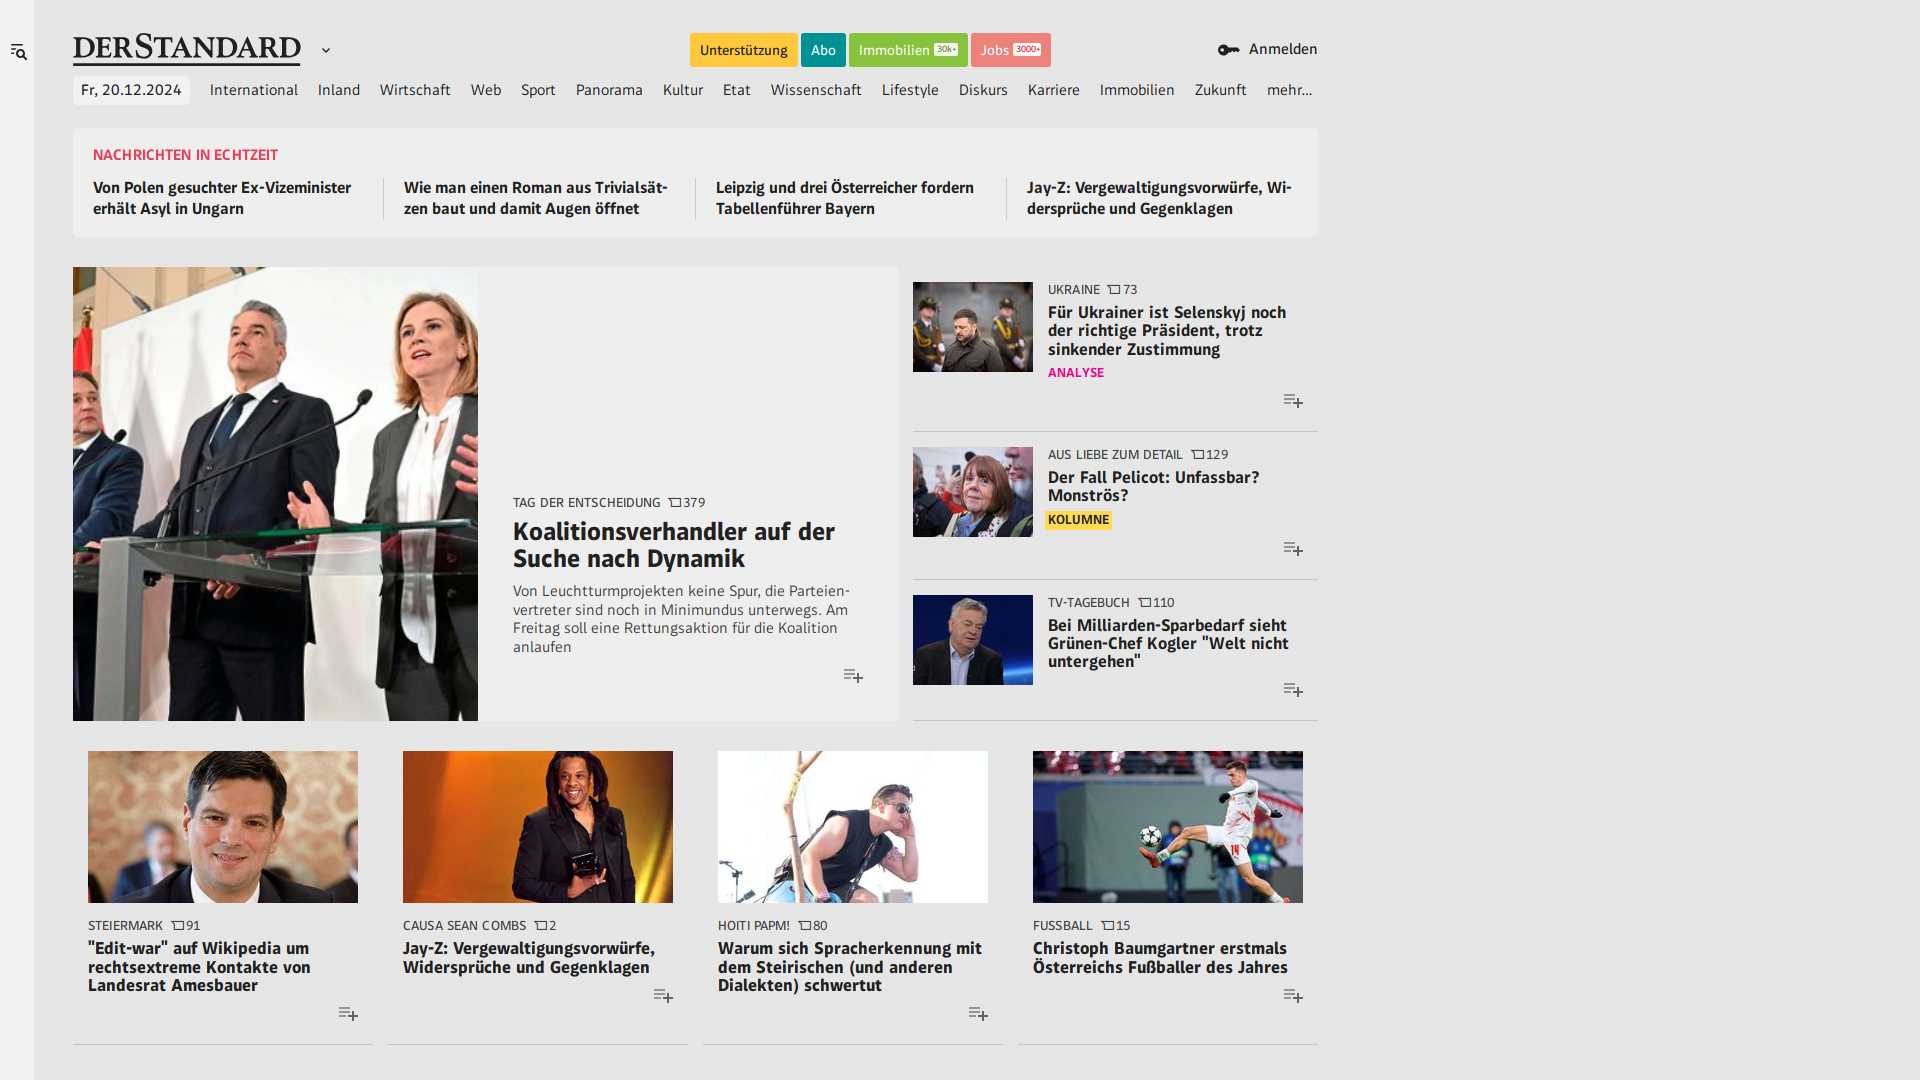 DERSTANDARD
Unterstützung
Abo
Immobilien 30k+
Jobs 3000+
Anmelden
Fr, 20.12.2024
International
Inland
Wirtschaft
Web
Sport
Panorama
Kultur
Etat
Wissenschaft
Lifestyle
Diskurs
Karriere
Immobilien
Zukunft
mehr...
NACHRICHTEN IN ECHTZEIT
Von Polen gesuchter Ex-Vizeminister
erhält Asyl in Ungarn
Wie man einen Roman aus Trivialsät-
zen baut und damit Augen öffnet
Leipzig und drei Österreicher fordern
Tabellenführer Bayern
Jay-Z: Vergewaltigungsvorwürfe, Wi-
dersprüche und Gegenklagen
TAG DER ENTSCHEIDUNG 379
Koalitionsverhandler auf der
Suche nach Dynamik
Von Leuchtturmprojekten keine Spur, die Parteien-
vertreter sind noch in Minimundus unterwegs. Am
Freitag soll eine Rettungsaktion für die Koalition
anlaufen
UKRAINE 73
Für Ukrainer ist Selenskyj noch
der richtige Präsident, trotz
sinkender Zustimmung
ANALYSE
AUS LIEBE ZUM DETAIL 129
Der Fall Pelicot: Unfassbar?
Monströs?
KOLUMNE
TV-TAGEBUCH 110
Bei Milliarden-Sparbedarf sieht
Grünen-Chef Kogler "Welt nicht
untergehen"
STEIERMARK 91
"Edit-war" auf Wikipedia um
rechtsextreme Kontakte von
Landesrat Amesbauer
CAUSA SEAN COMBS 2
Jay-Z: Vergewaltigungsvorwürfe,
Widersprüche und Gegenklagen
HOITI PAPM! 80
Warum sich Spracherkennung mit
dem Steirischen (und anderen
Dialekten) schwertut
14
FUSSBALL 15
Christoph Baumgartner erstmals
Österreichs Fußballer des Jahres